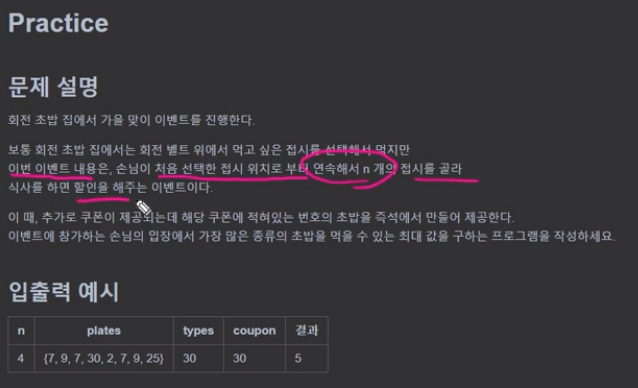 Practice
문제 설명
회전 초밥 집에서 가을 맞이 이벤트를 진행한다.
보통 회전 초밥 집에서는 회전 벨트 위에서 먹고 싶은 접시를 선택해서 먹지만
이번 이벤트 내용은, 손님이 처음 선택한 접시 위치로 부터 연속해서 n 개의 접시를 골라
식사를 하면 할인을 해주는 이벤트이다.
이 때, 추가로 쿠폰이 제공되는데 해당 쿠폰에 적혀있는 번호의 초밥을 즉석에서 만들어 제공한다.
이벤트에 참가하는 손님의 입장에서 가장 많은 종류의 초밥을 먹을 수 있는 최대 값을 구하는 프로그램을 작성하세요.
입출력 예시
n plates types coupon 결과
4 {7, 9, 7, 30, 2, 7, 9, 25} 30 30 5